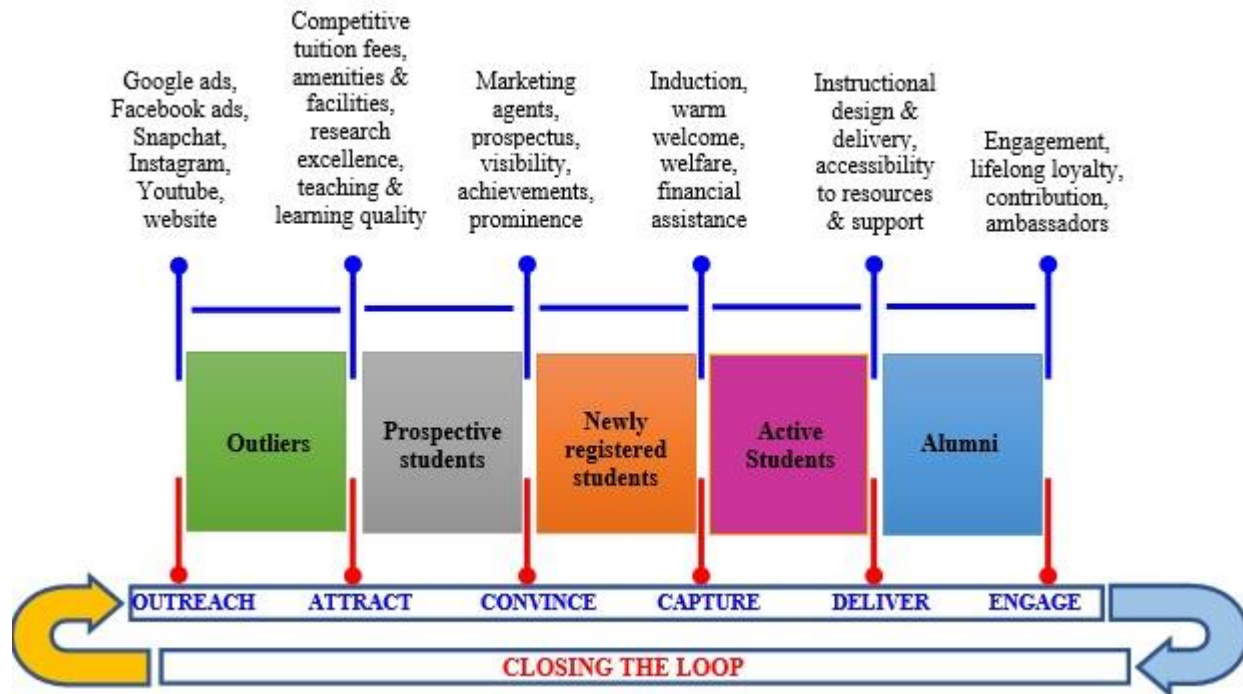 Google ads,
Facebook ads,
Snapchat,
Instagram,
Youtube,
website
Competitive
tuition fees,
amenities &
facilities,
research
excellence,
teaching &
learning quality
Marketing
agents,
prospectus,
visibility,
achievements,
prominence
Induction,
warm
welcome,
welfare,
financial
assistance
Instructional
design &
delivery,
accessibility
to resources
& support
Engagement,
lifelong loyalty,
contribution,
ambassadors
Outliers
Prospective
students
Newly
registered
students
Active
Students
Alumni
OUTREACH
ATTRACT
CONVINCE
CAPTURE
DELIVER
ENGAGE
CLOSING THE LOOP